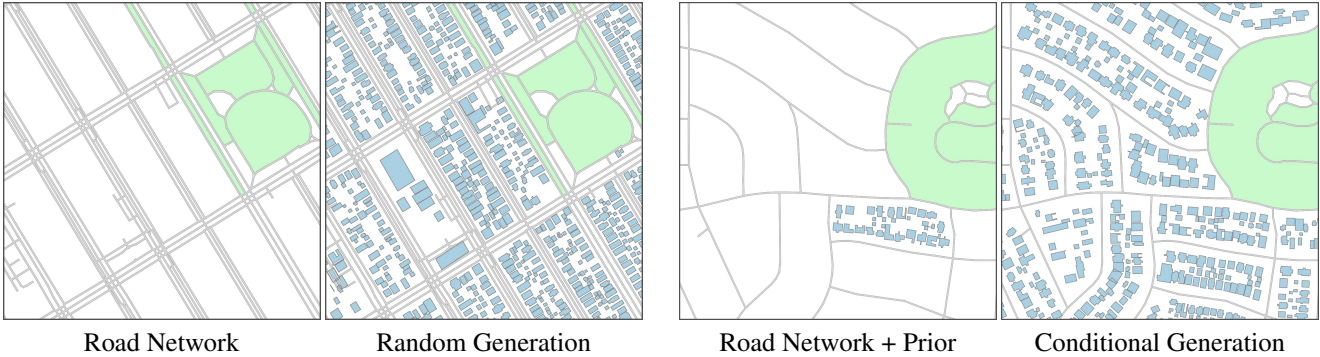 Road Network
Random Generation
Road Network + Prior
Conditional Generation